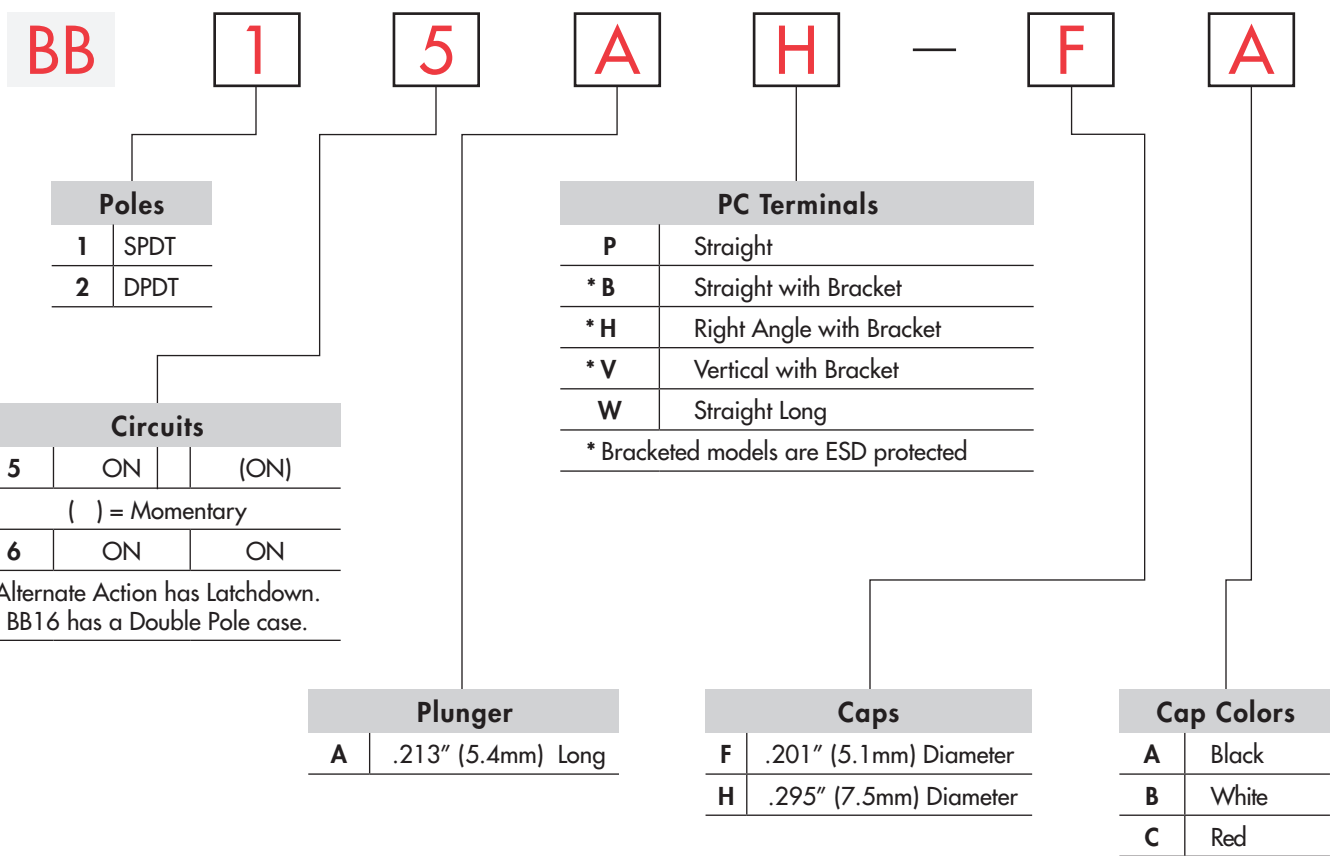 BB 1 5 A H — F A
Poles
1 SPDT
2 DPDT
PC Terminals
P Straight
* B Straight with Bracket
* H Right Angle with Bracket
* V Vertical with Bracket
W Straight Long
* Bracketed models are ESD protected
Circuits
5 ON (ON)
( ) = Momentary
6 ON ON
Alternate Action has Latchdown.
BB16 has a Double Pole case.
Plunger
A .213″ (5.4mm) Long
Caps
F .201″ (5.1mm) Diameter
H .295″ (7.5mm) Diameter
Cap Colors
A Black
B White
C Red